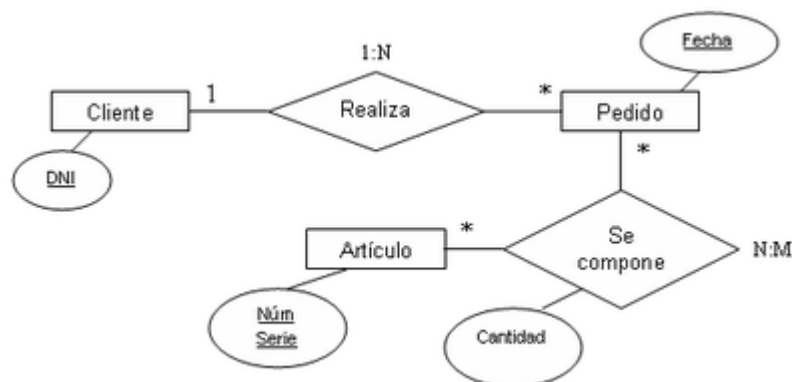 Fecha
1:N
Cliente
1
Realiza
*
Pedido
*
DNI
Artículo
*
Se
compone
N:M
Núm
Serie
Cantidad